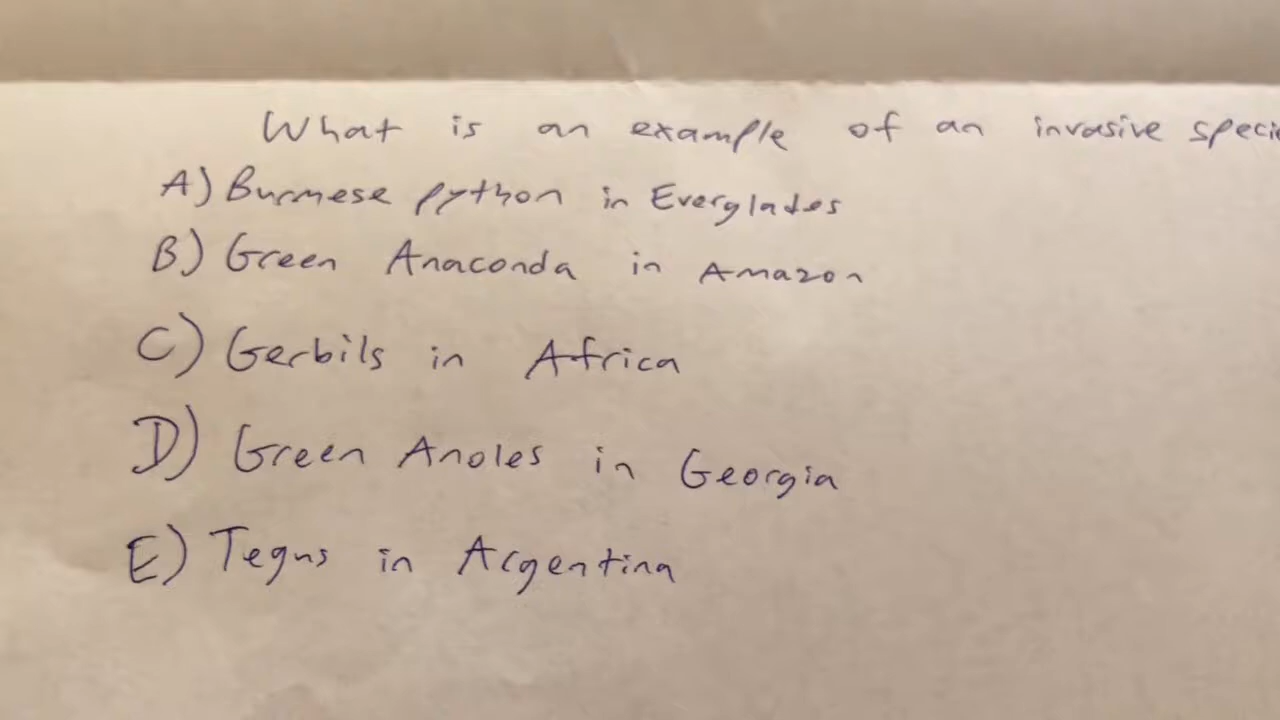 What is an example of an invasive specie
A) Burmese python in Everglades
B) Green Anaconda in Amazon
C) Gerbils in Africa
D) Green Anoles in Georgia
E) Tegus in Argentina